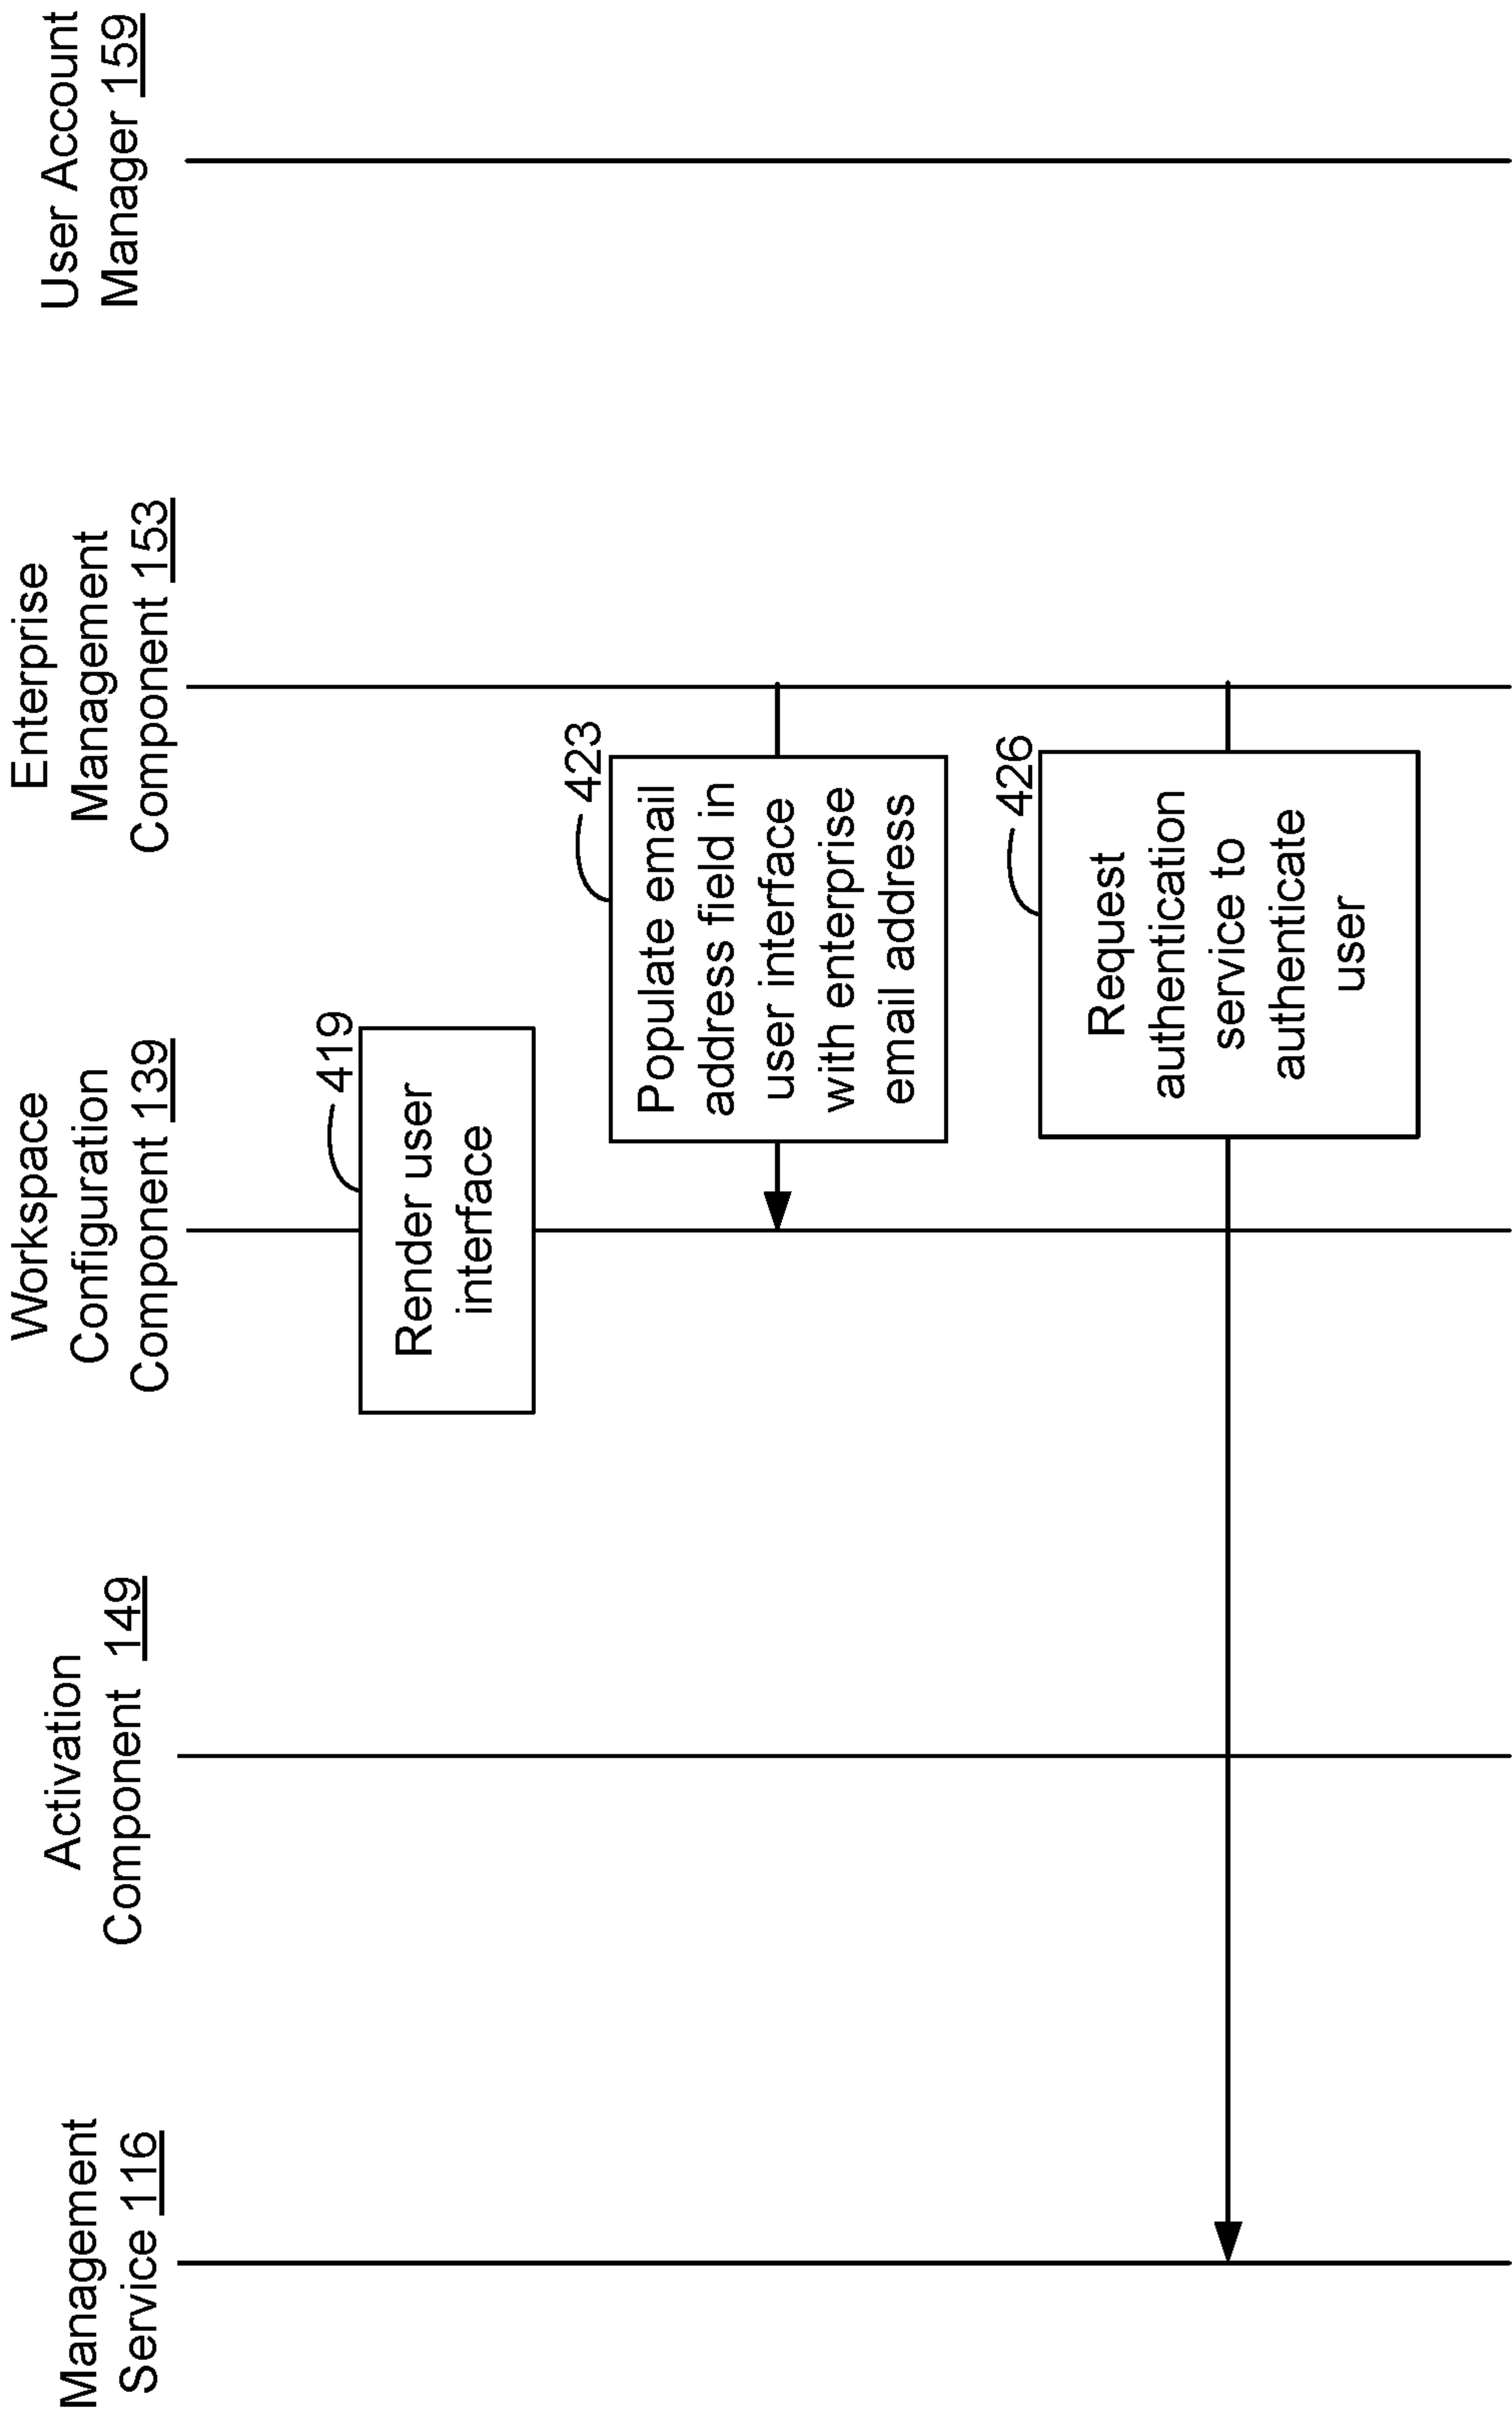 Management
Service 116
Activation
Component 149
Workspace
Configuration
Component 139
Enterprise
Management
Component 153
User Account
Manager 159
419
Render user
interface
423
Populate email
address field in
user interface
with enterprise
email address
426
Request
authentication
service to
authenticate
user